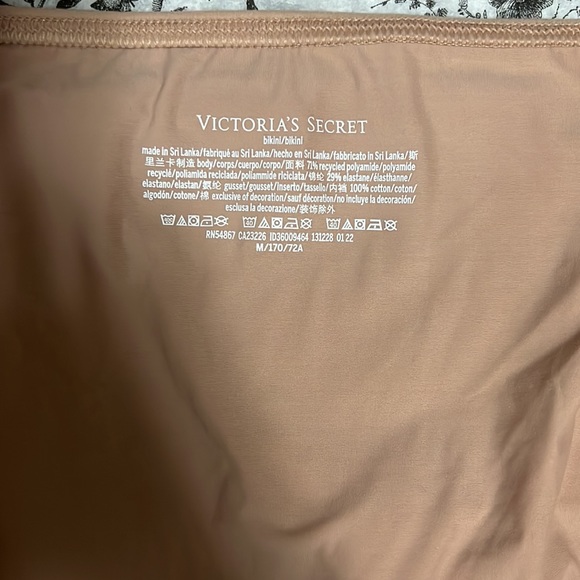 VICTORIA'S SECRET
bikini/bikini
made in Sri Lanka/fabriqué au Sri Lanka/hecho en Sri Lanka/fabbricato in Sri Lanka/斯
里兰卡制造 body/corps/cuerpo/corpo/面料 71% recycled polyamide/polyamide
recyclé/poliamida reciclada/poliammide riciclata/锦纶 29% elastane/élasthanne/
elastano/elastan/氨纶 gusset/gousset/inserto/tassello/内裆 100% cotton/coton/
algodón/cotone/棉 exclusive of decoration/sauf décoration/no incluye la decoración/
esclusa la decorazione/装饰除外
RN54867 CA23226 ID36009464 131228 01 22
M/170/72A